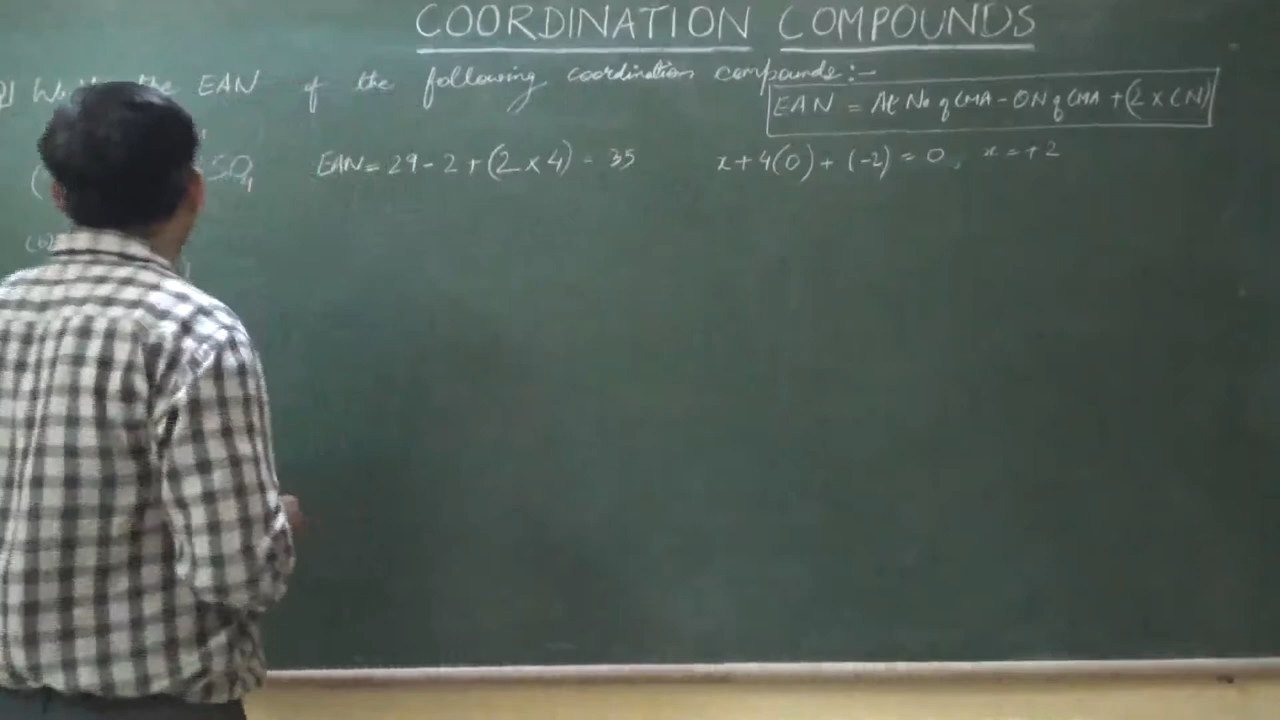 COORDINATION COMPOUNDS
the EAN of the following coordination compounds:-
EAN = At No of CMA - ON of CMA + (2 x CN)
SO4 EAN = 29 - 2 + (2 x 4) = 35 x + 4(0) + (-2) = 0, x = +2
(b)